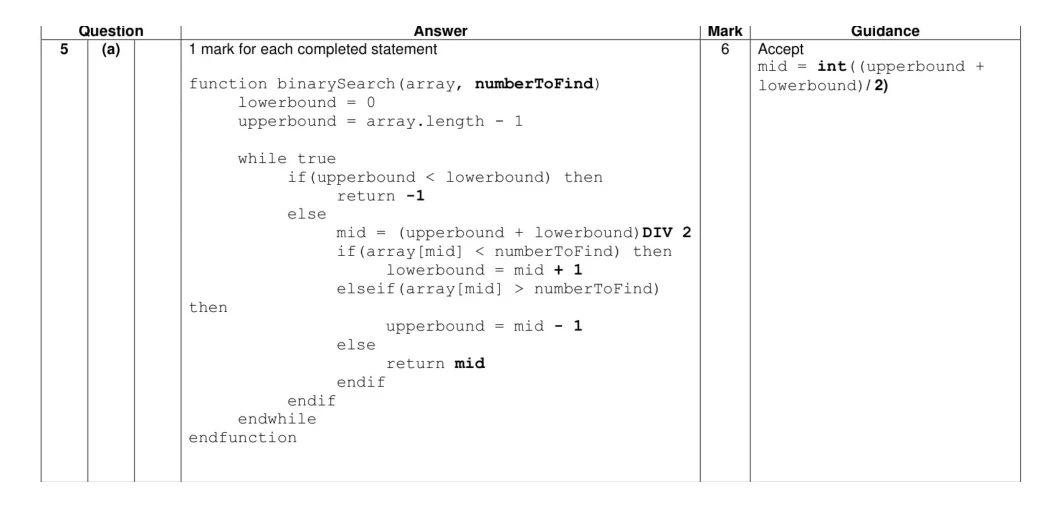 Question Answer Mark Guidance
5 (a) 1 mark for each completed statement 6 Accept
mid = int((upperbound +
lowerbound)/ 2)
function binarySearch(array, numberToFind)
lowerbound = 0
upperbound = array.length - 1
while true
if(upperbound < lowerbound) then
return -1
else
mid = (upperbound + lowerbound)DIV 2
if(array[mid] < numberToFind) then
lowerbound = mid + 1
elseif(array[mid] > numberToFind)
then
upperbound = mid - 1
else
return mid
endif
endif
endwhile
endfunction